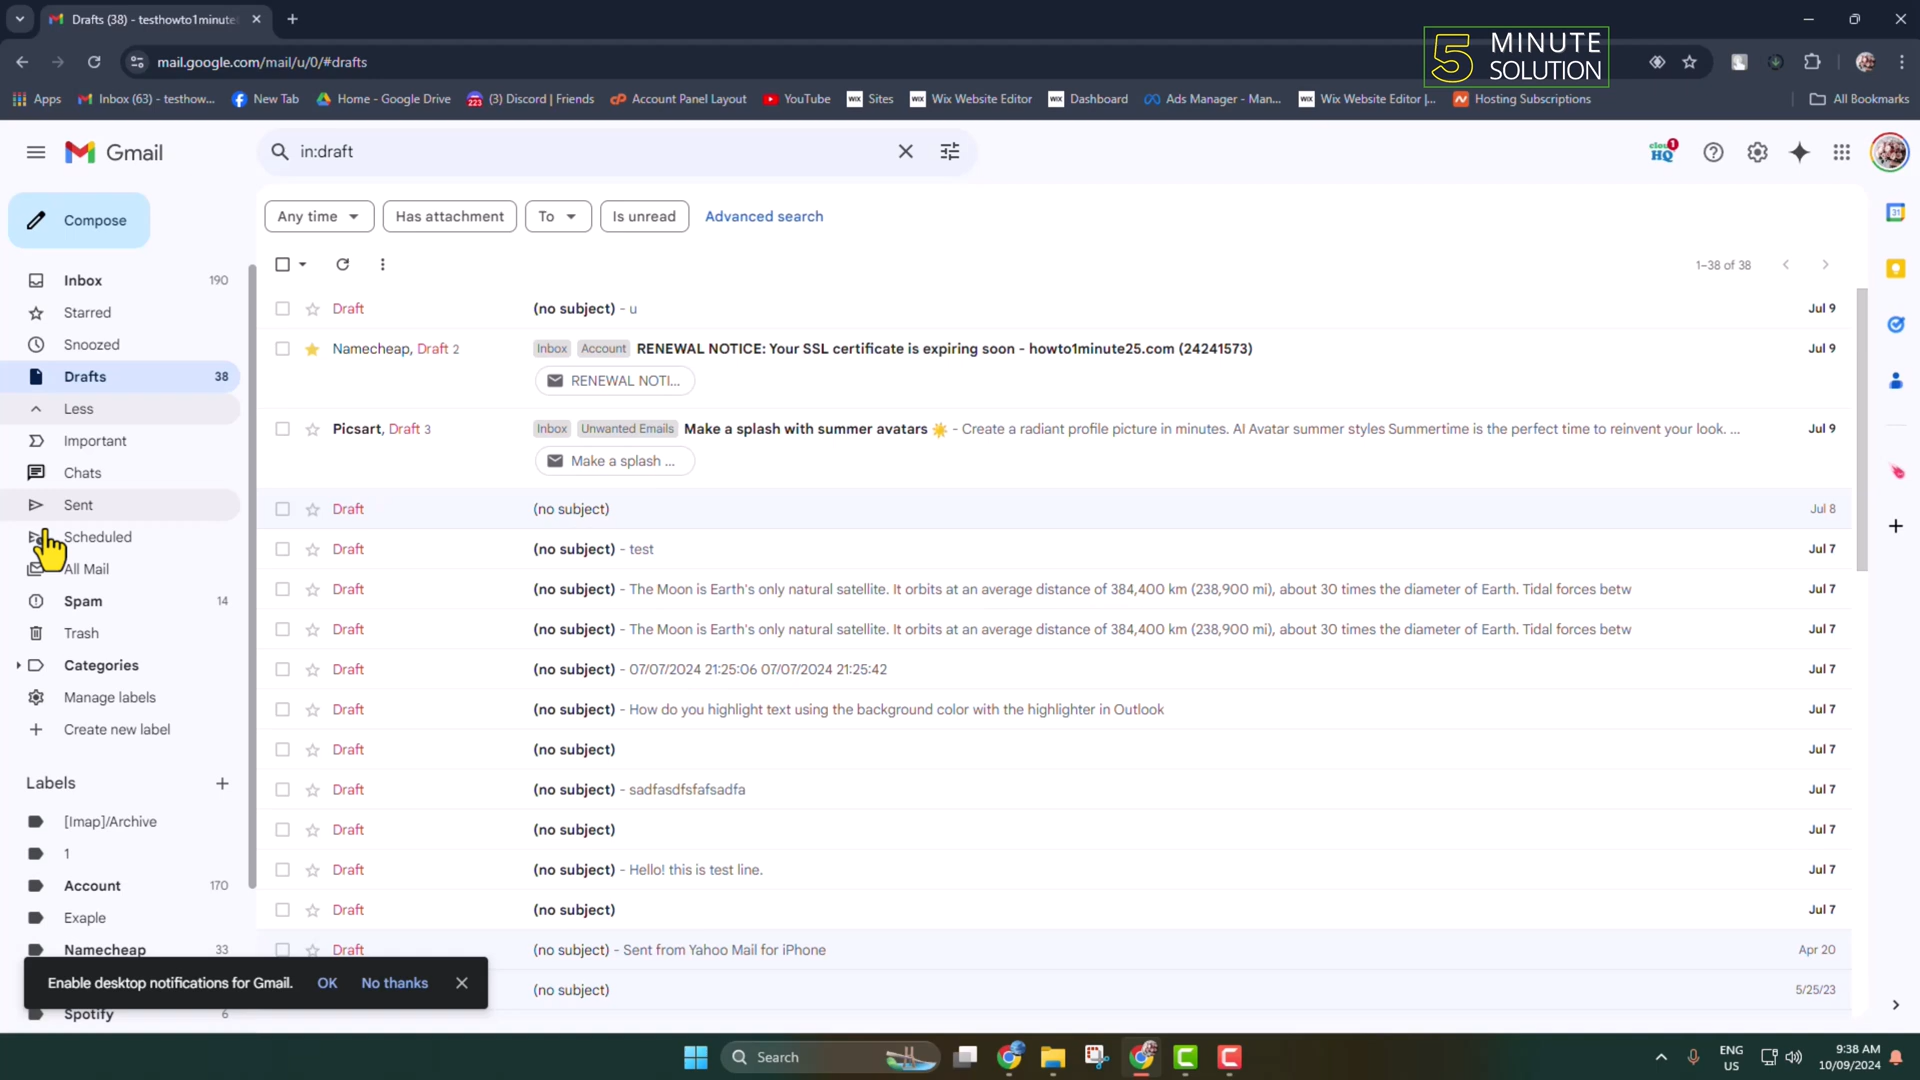 Drafts (38) - testhowto1minute
mail.google.com/mail/u/0/#drafts
5 MINUTE
SOLUTION
Apps
Inbox (63) - testhow...
New Tab
Home - Google Drive
223
(3) Discord | Friends
Account Panel Layout
YouTube
WIX Sites
WIX Wix Website Editor
WIX Dashboard
Ads Manager - Man...
WIX Wix Website Editor |...
Hosting Subscriptions
All Bookmarks
Gmail
in:draft
cloud HQ 1
Compose
Any time
Has attachment
To
Is unread
Advanced search
1–38 of 38
Inbox 190
Starred
Snoozed
Drafts 38
Less
Important
Chats
Sent
Scheduled
All Mail
Spam 14
Trash
Categories
Manage labels
Create new label
Labels
[Imap]/Archive
1
Account 170
Exaple
Namecheap 33
Spotify 6
Draft (no subject) - u Jul 9
Namecheap, Draft 2 Inbox Account RENEWAL NOTICE: Your SSL certificate is expiring soon - howto1minute25.com (24241573) Jul 9
RENEWAL NOTI...
Picsart, Draft 3 Inbox Unwanted Emails Make a splash with summer avatars ☀️ - Create a radiant profile picture in minutes. AI Avatar summer styles Summertime is the perfect time to reinvent your look. ... Jul 9
Make a splash ...
Draft (no subject) Jul 8
Draft (no subject) - test Jul 7
Draft (no subject) - The Moon is Earth's only natural satellite. It orbits at an average distance of 384,400 km (238,900 mi), about 30 times the diameter of Earth. Tidal forces betw Jul 7
Draft (no subject) - The Moon is Earth's only natural satellite. It orbits at an average distance of 384,400 km (238,900 mi), about 30 times the diameter of Earth. Tidal forces betw Jul 7
Draft (no subject) - 07/07/2024 21:25:06 07/07/2024 21:25:42 Jul 7
Draft (no subject) - How do you highlight text using the background color with the highlighter in Outlook Jul 7
Draft (no subject) Jul 7
Draft (no subject) - sadfasdfsfafsadfa Jul 7
Draft (no subject) Jul 7
Draft (no subject) - Hello! this is test line. Jul 7
Draft (no subject) Jul 7
Draft (no subject) - Sent from Yahoo Mail for iPhone Apr 20
(no subject) 5/25/23
31
Enable desktop notifications for Gmail. OK No thanks
Search
ENG
US
9:38 AM
10/09/2024